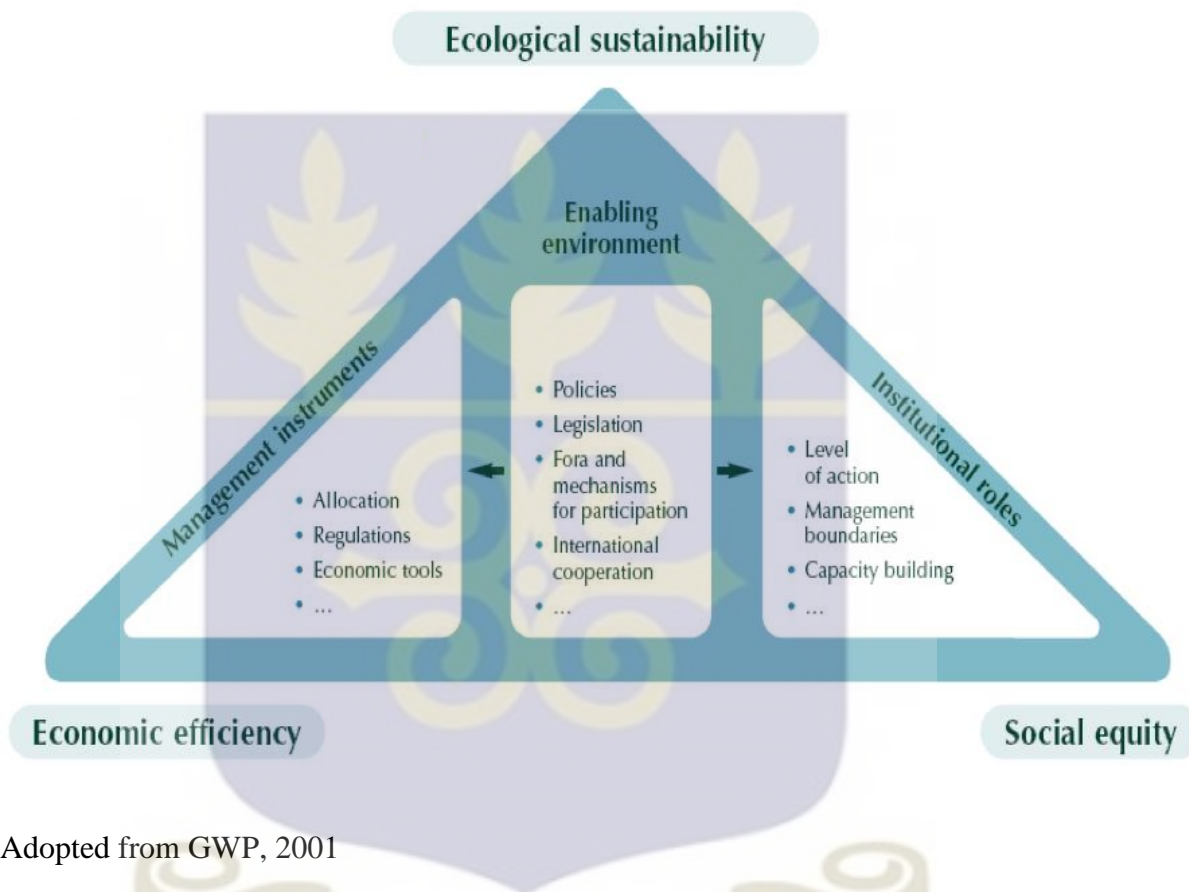 Ecological sustainability
Enabling
environment
Management instruments
• Allocation
• Regulations
• Economic tools
• ...
• Policies
• Legislation
• Fora and
mechanisms
for participation
• International
cooperation
• ...
Institutional roles
• Level
of action
• Management
boundaries
• Capacity building
• ...
Economic efficiency
Social equity
Adopted from GWP, 2001